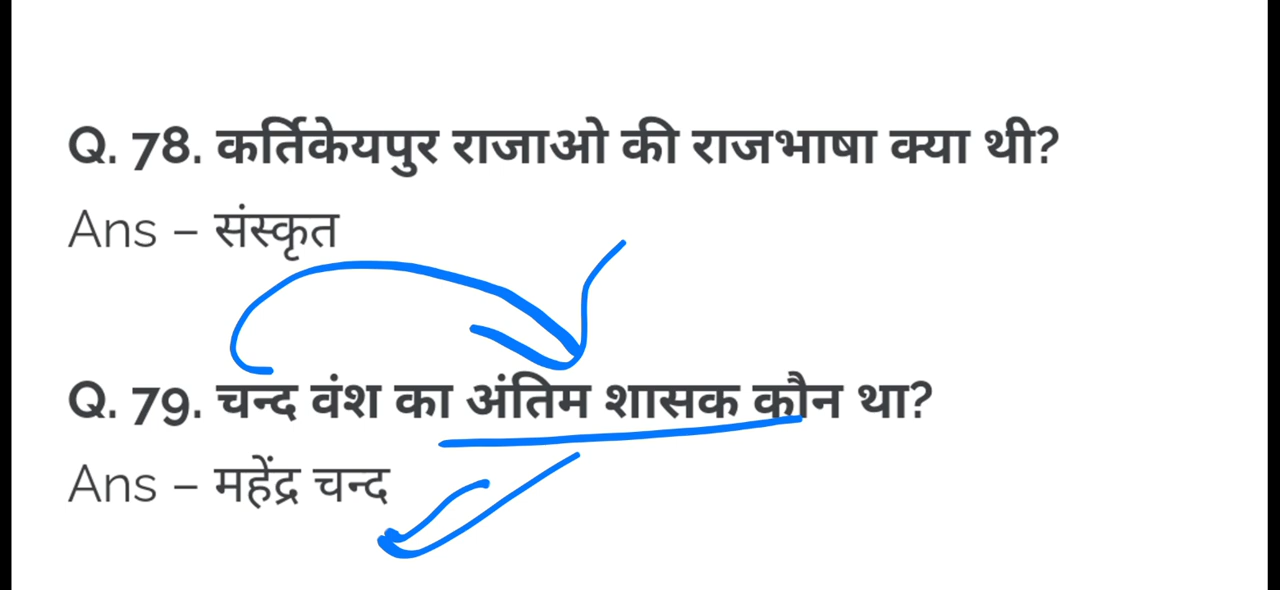 Q. 78. कर्तिकेयपुर राजाओ की राजभाषा क्या थी?
Ans – संस्कृत
Q. 79. चन्द वंश का अंतिम शासक कौन था?
Ans – महेंद्र चन्द